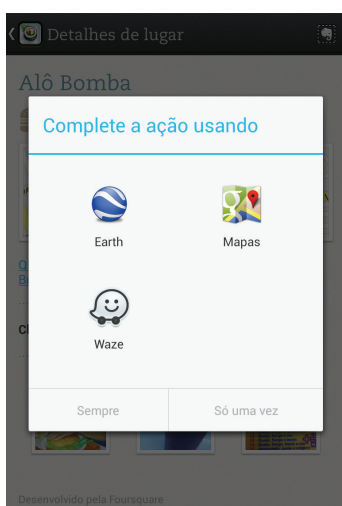 Detalhes de lugar
Alô Bomba
Complete a ação usando
Earth
Mapas
Waze
Sempre
Só uma vez
Desenvolvido pela Foursquare